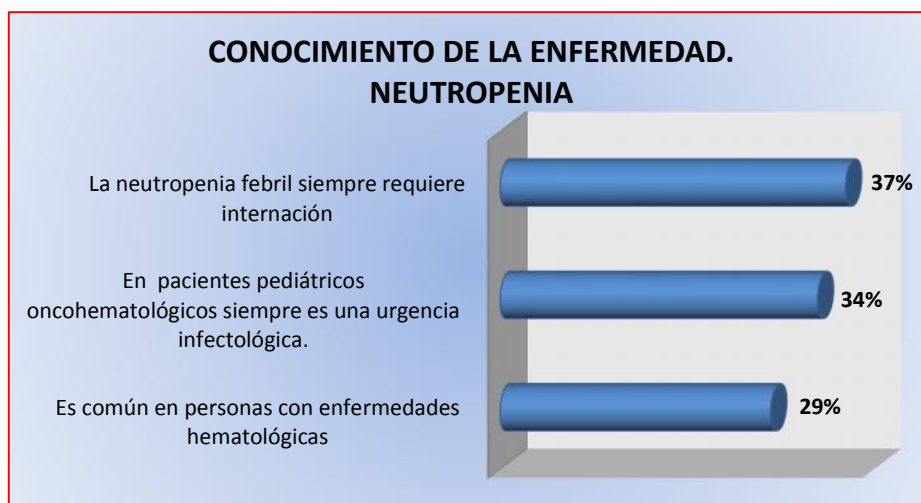 CONOCIMIENTO DE LA ENFERMEDAD.
NEUTROPENIA
La neutropenia febril siempre requiere
internación
37%
En pacientes pediátricos
oncohematológicos siempre es una urgencia
infectológica.
34%
Es común en personas con enfermedades
hematológicas
29%